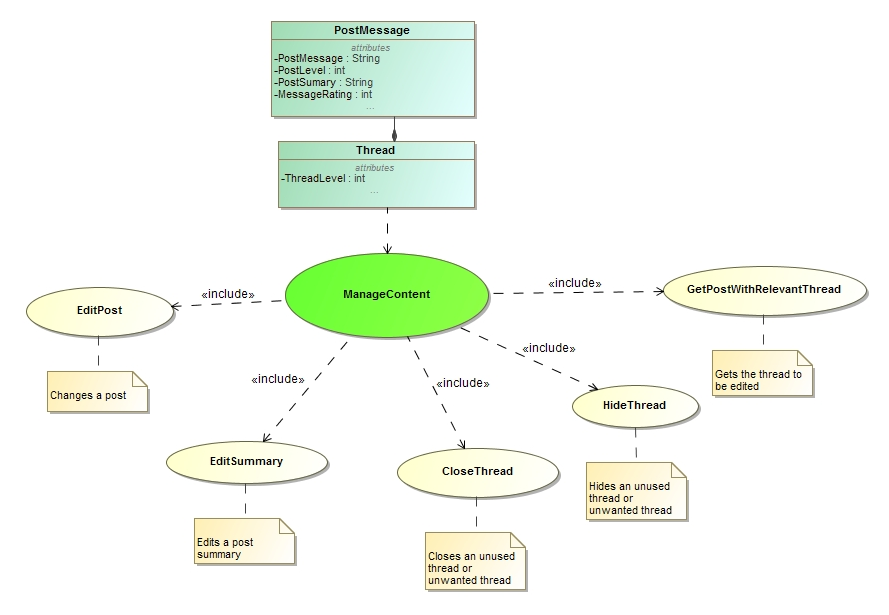 PostMessage
attributes
-PostMessage : String
-PostLevel : int
-PostSumary : String
-MessageRating : int
...
Thread
attributes
-ThreadLevel : int
...
ManageContent
«include»
EditPost
Changes a post
«include»
EditSummary
Edits a post
summary
«include»
CloseThread
Closes an unused
thread or
unwanted thread
«include»
HideThread
Hides an unused
thread or
unwanted thread
«include»
GetPostWithRelevantThread
Gets the thread to
be edited